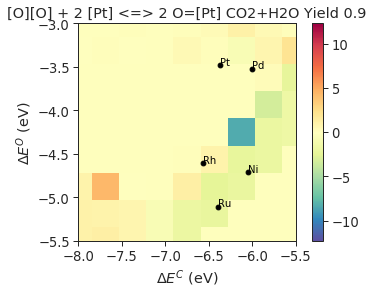 [O][O] + 2 [Pt] <=> 2 O=[Pt] CO2+H2O Yield 0.9
−3.0
−3.5
−4.0
−4.5
−5.0
−5.5
ΔE^O (eV)
Pt
Pd
Rh
Ni
Ru
−8.0 −7.5 −7.0 −6.5 −6.0 −5.5
ΔE^C (eV)
10
5
0
−5
−10